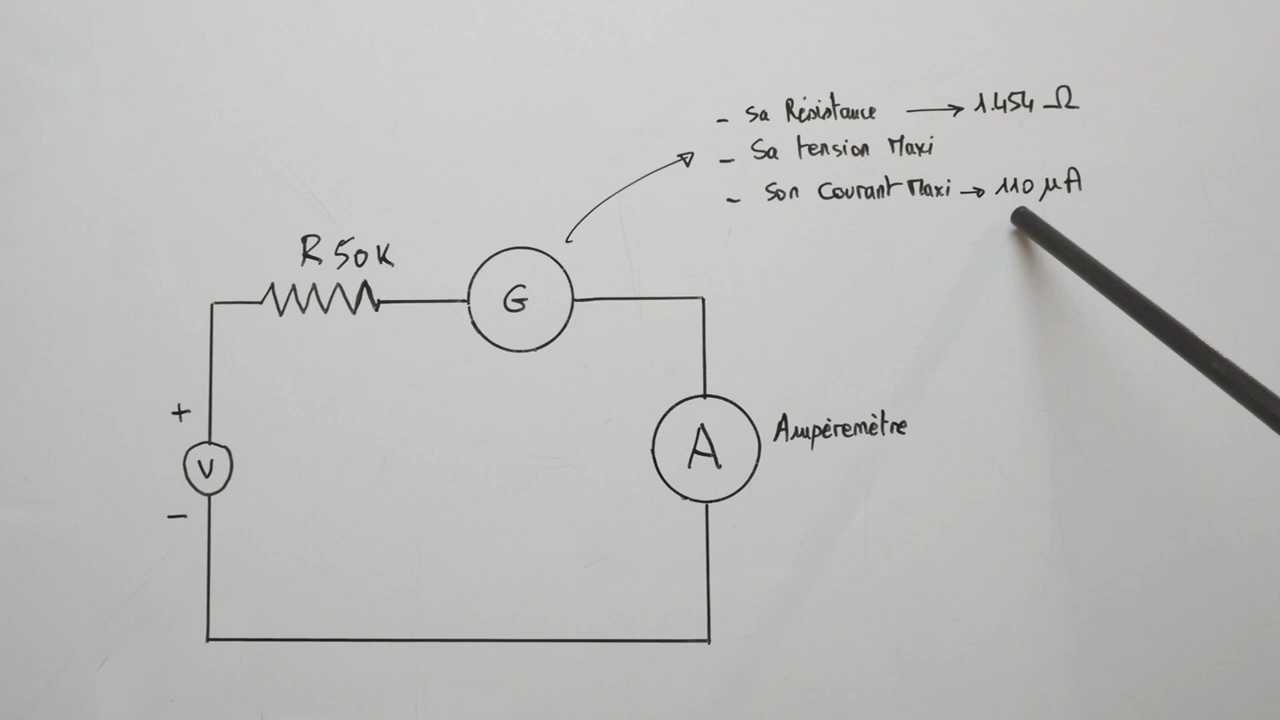 - Sa Résistance → 1.454 Ω
- Sa tension Maxi
- Son Courant Maxi → 110 µA
R 50K
G
+
V
-
A
Ampèremètre